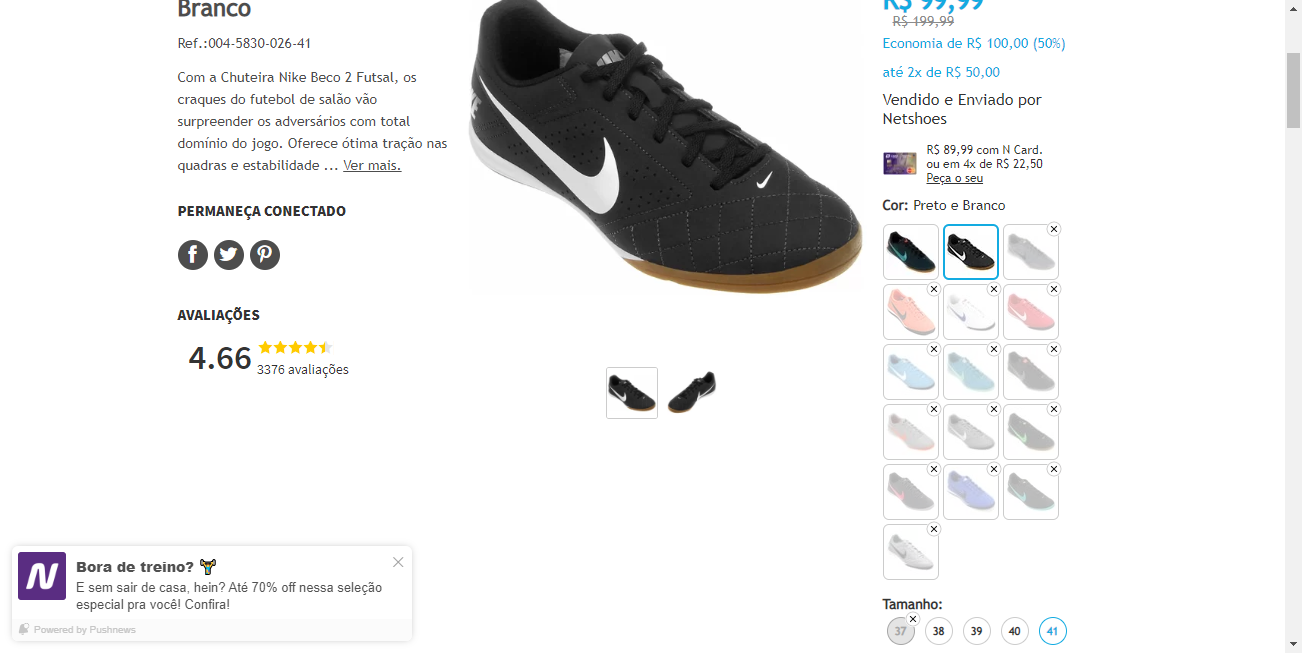 Branco
Ref.:004-5830-026-41
Com a Chuteira Nike Beco 2 Futsal, os
craques do futebol de salão vão
surpreender os adversários com total
domínio do jogo. Oferece ótima tração nas
quadras e estabilidade ... Ver mais.
PERMANEÇA CONECTADO
AVALIAÇÕES
4.66
3376 avaliações
R$ 99,99
R$ 199,99
Economia de R$ 100,00 (50%)
até 2x de R$ 50,00
Vendido e Enviado por
Netshoes
R$ 89,99 com N Card.
ou em 4x de R$ 22,50
Peça o seu
Cor: Preto e Branco
Tamanho:
37 38 39 40 41
Bora de treino?
E sem sair de casa, hein? Até 70% off nessa seleção
especial pra você! Confira!
Powered by Pushnews